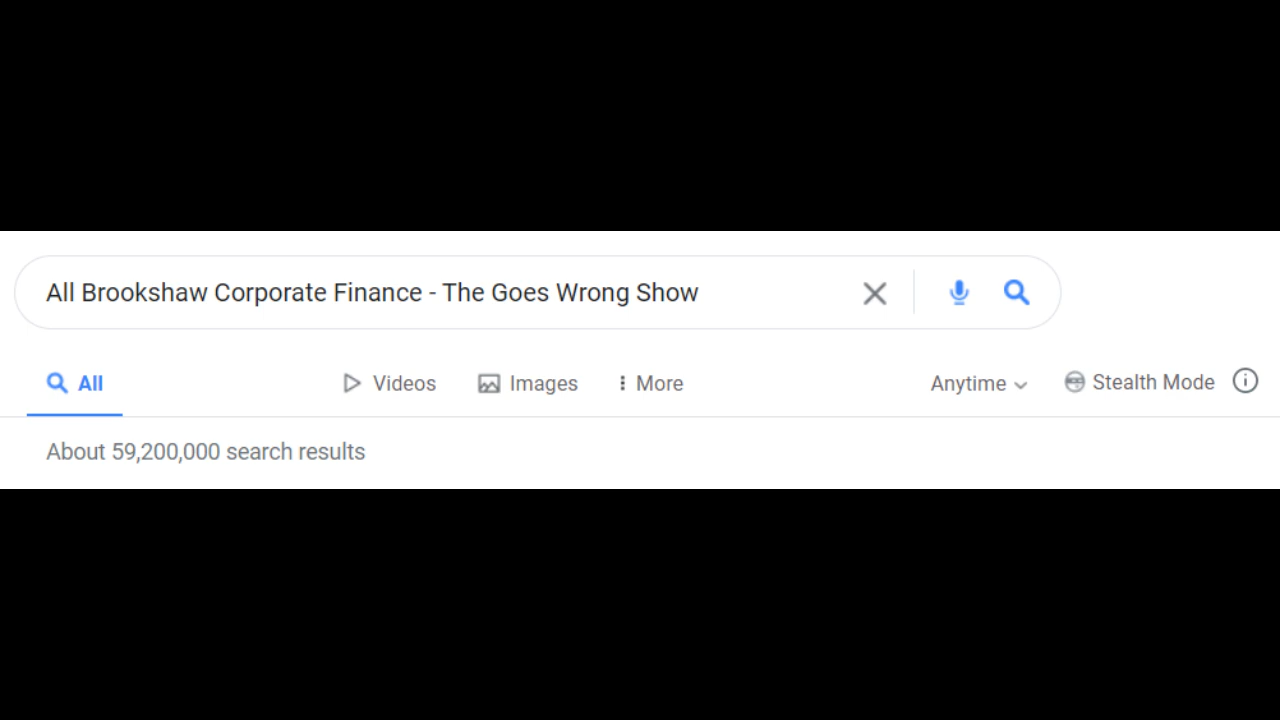 All Brookshaw Corporate Finance - The Goes Wrong Show
All Videos Images More Anytime Stealth Mode
About 59,200,000 search results